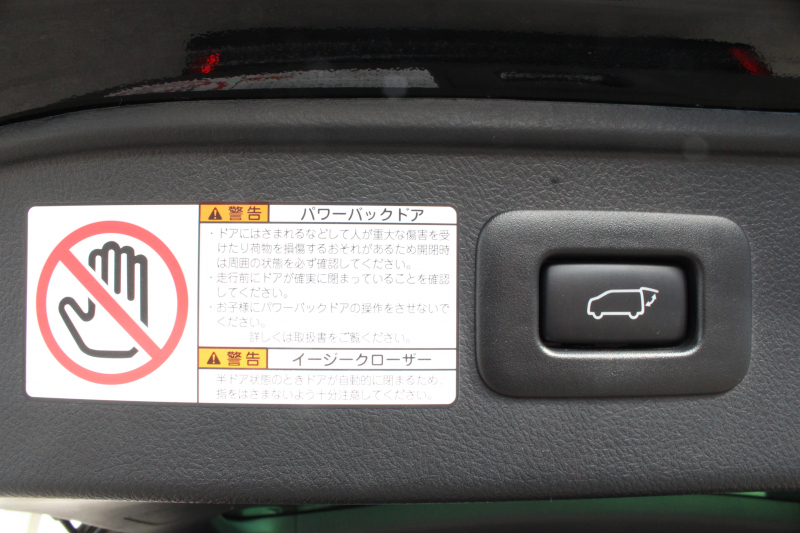 警告 パワーバックドア
・ドアにはさまれるなどして人が重大な傷害を受
けたり荷物を損傷するおそれがあるため開閉時
は周囲の状態を必ず確認してください。
・走行前にドアが確実に閉まっていることを確認
してください。
・お子様にパワーバックドアの操作をさせないで
ください。
詳しくは取扱書をご覧ください。
警告 イージークローザー
半ドア状態のときドアが自動的に閉まるため、
指をはさまないよう十分注意してください。